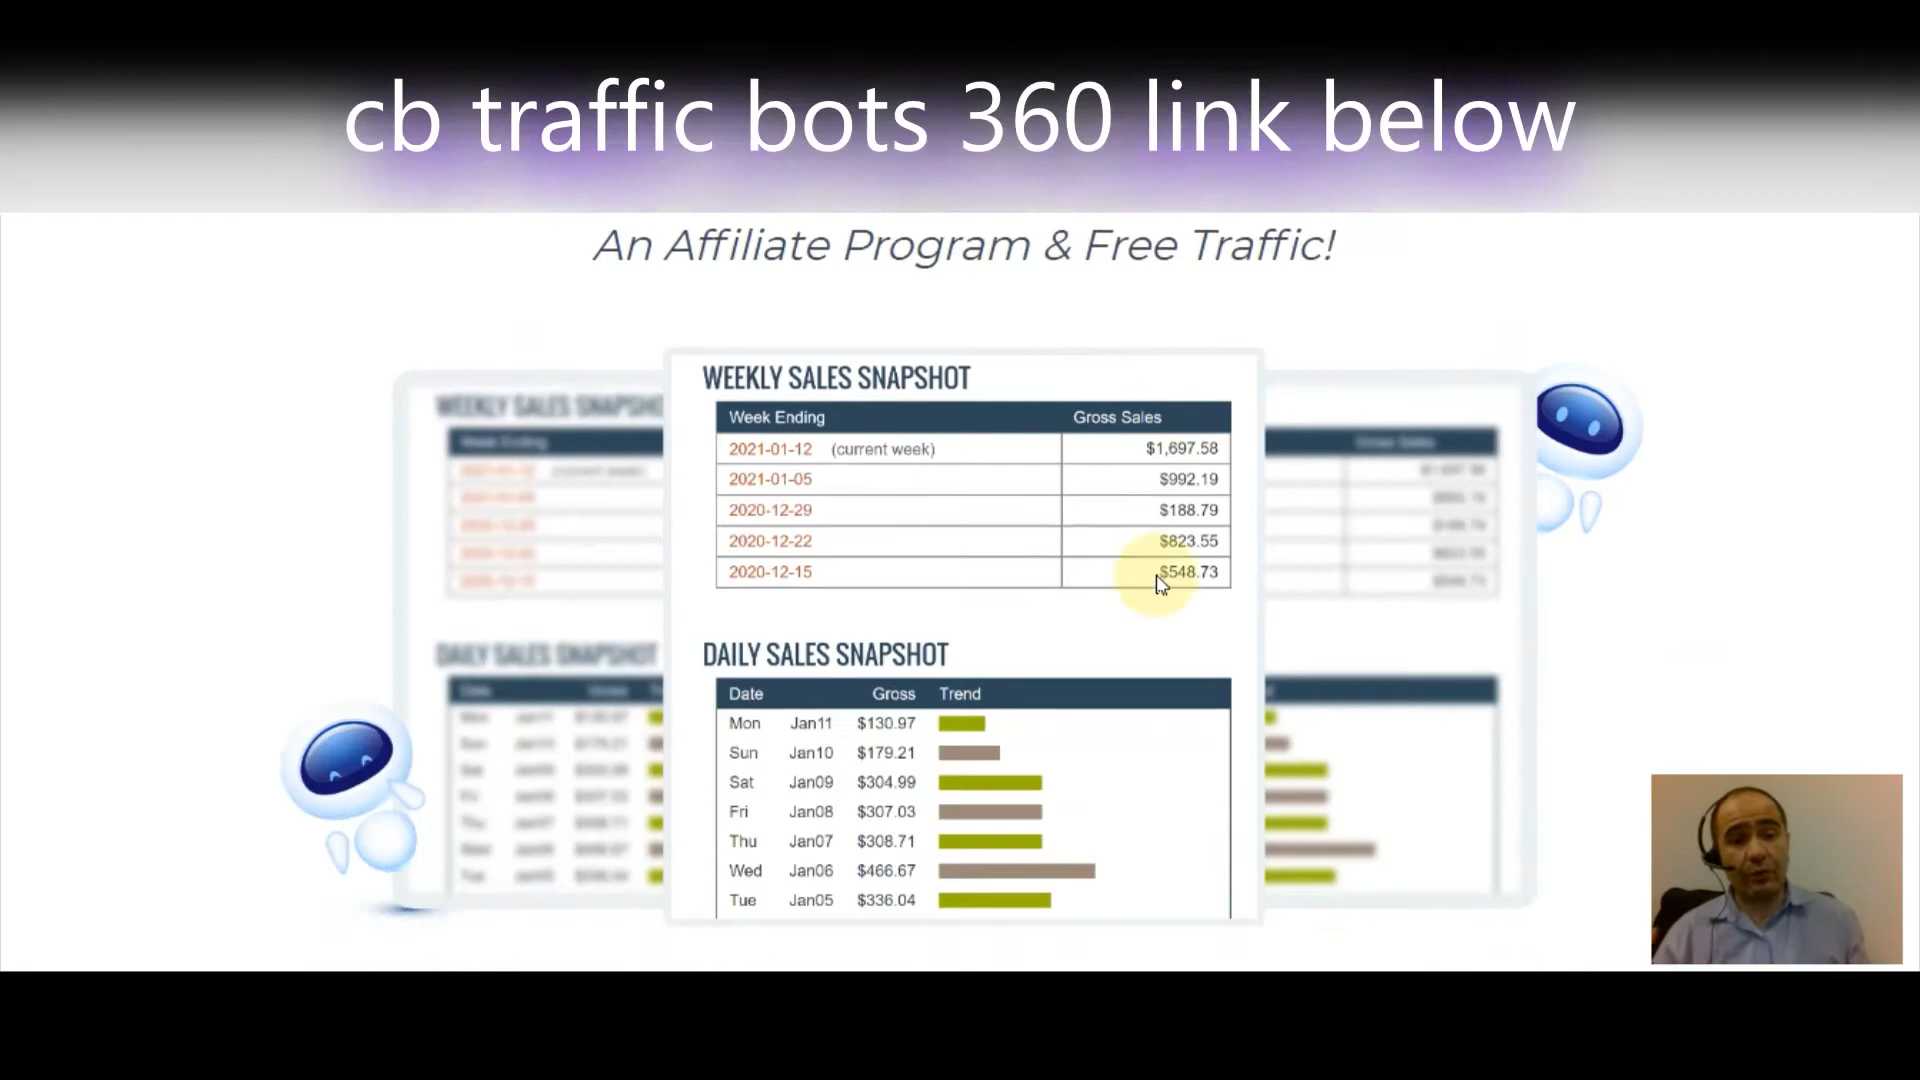 cb traffic bots 360 link below
An Affiliate Program & Free Traffic!
WEEKLY SALES SNAPSHOT
Week Ending Gross Sales
2021-01-12 (current week) $1,697.58
2021-01-05 $992.19
2020-12-29 $188.79
2020-12-22 $823.55
2020-12-15 $548.73
DAILY SALES SNAPSHOT
Date Gross Trend
Mon Jan11 $130.97
Sun Jan10 $179.21
Sat Jan09 $304.99
Fri Jan08 $307.03
Thu Jan07 $308.71
Wed Jan06 $466.67
Tue Jan05 $336.04